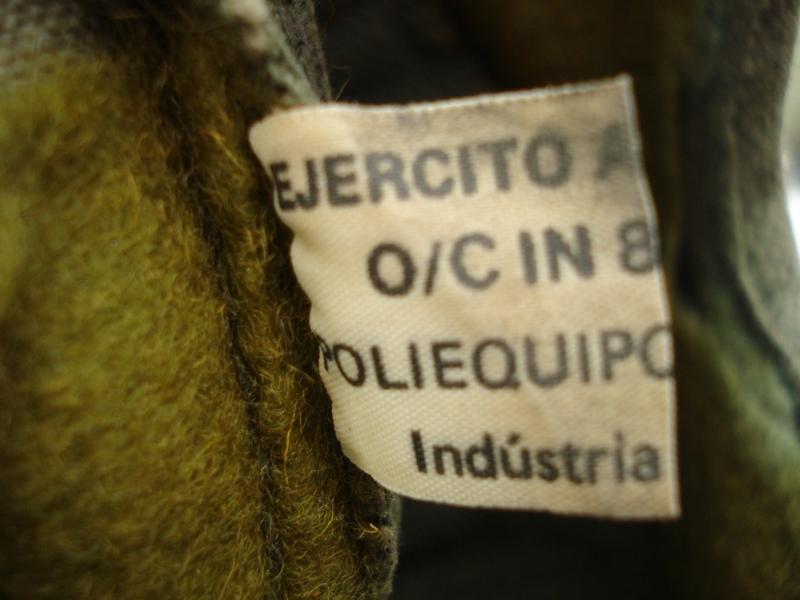 EJERCITO A
O/C IN 8
POLIEQUIPO
Indústria